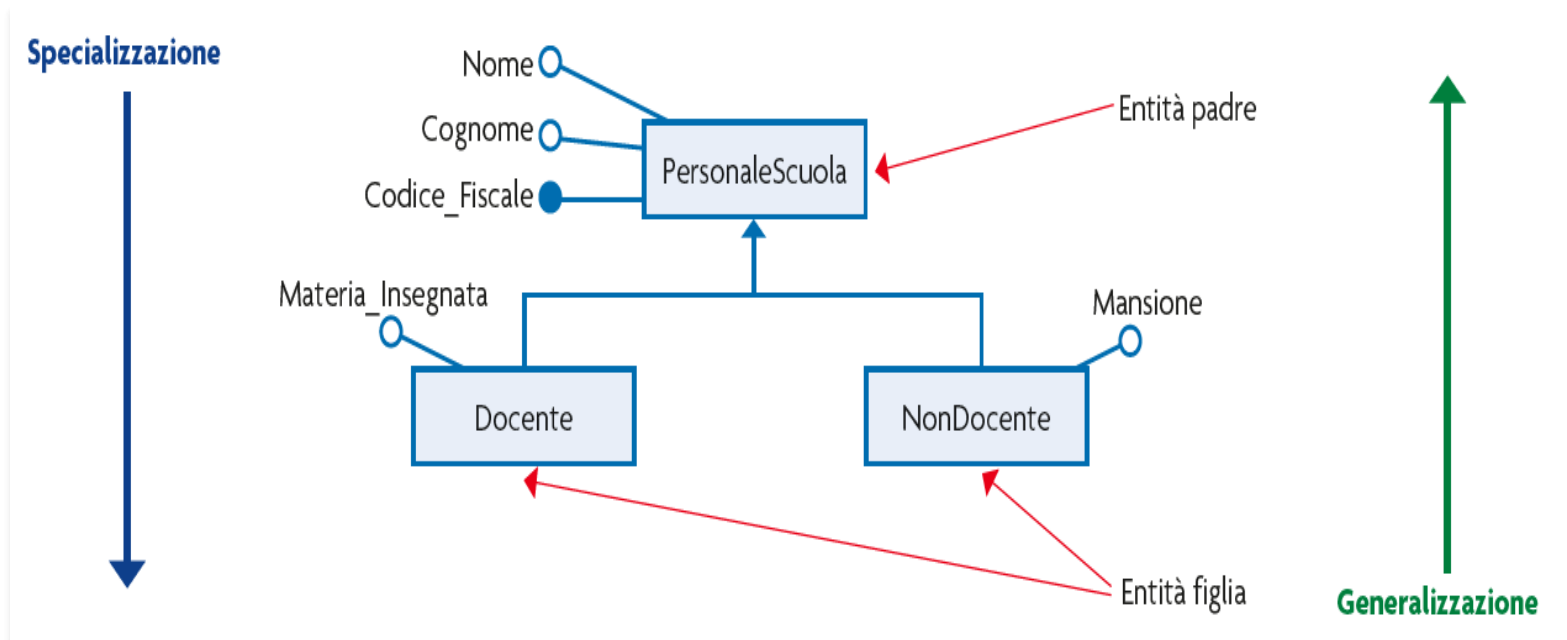 Specializzazione
Nome
Cognome
Codice_Fiscale
PersonaleScuola
Entità padre
Materia_Insegnata
Mansione
Docente
NonDocente
Entità figlia
Generalizzazione